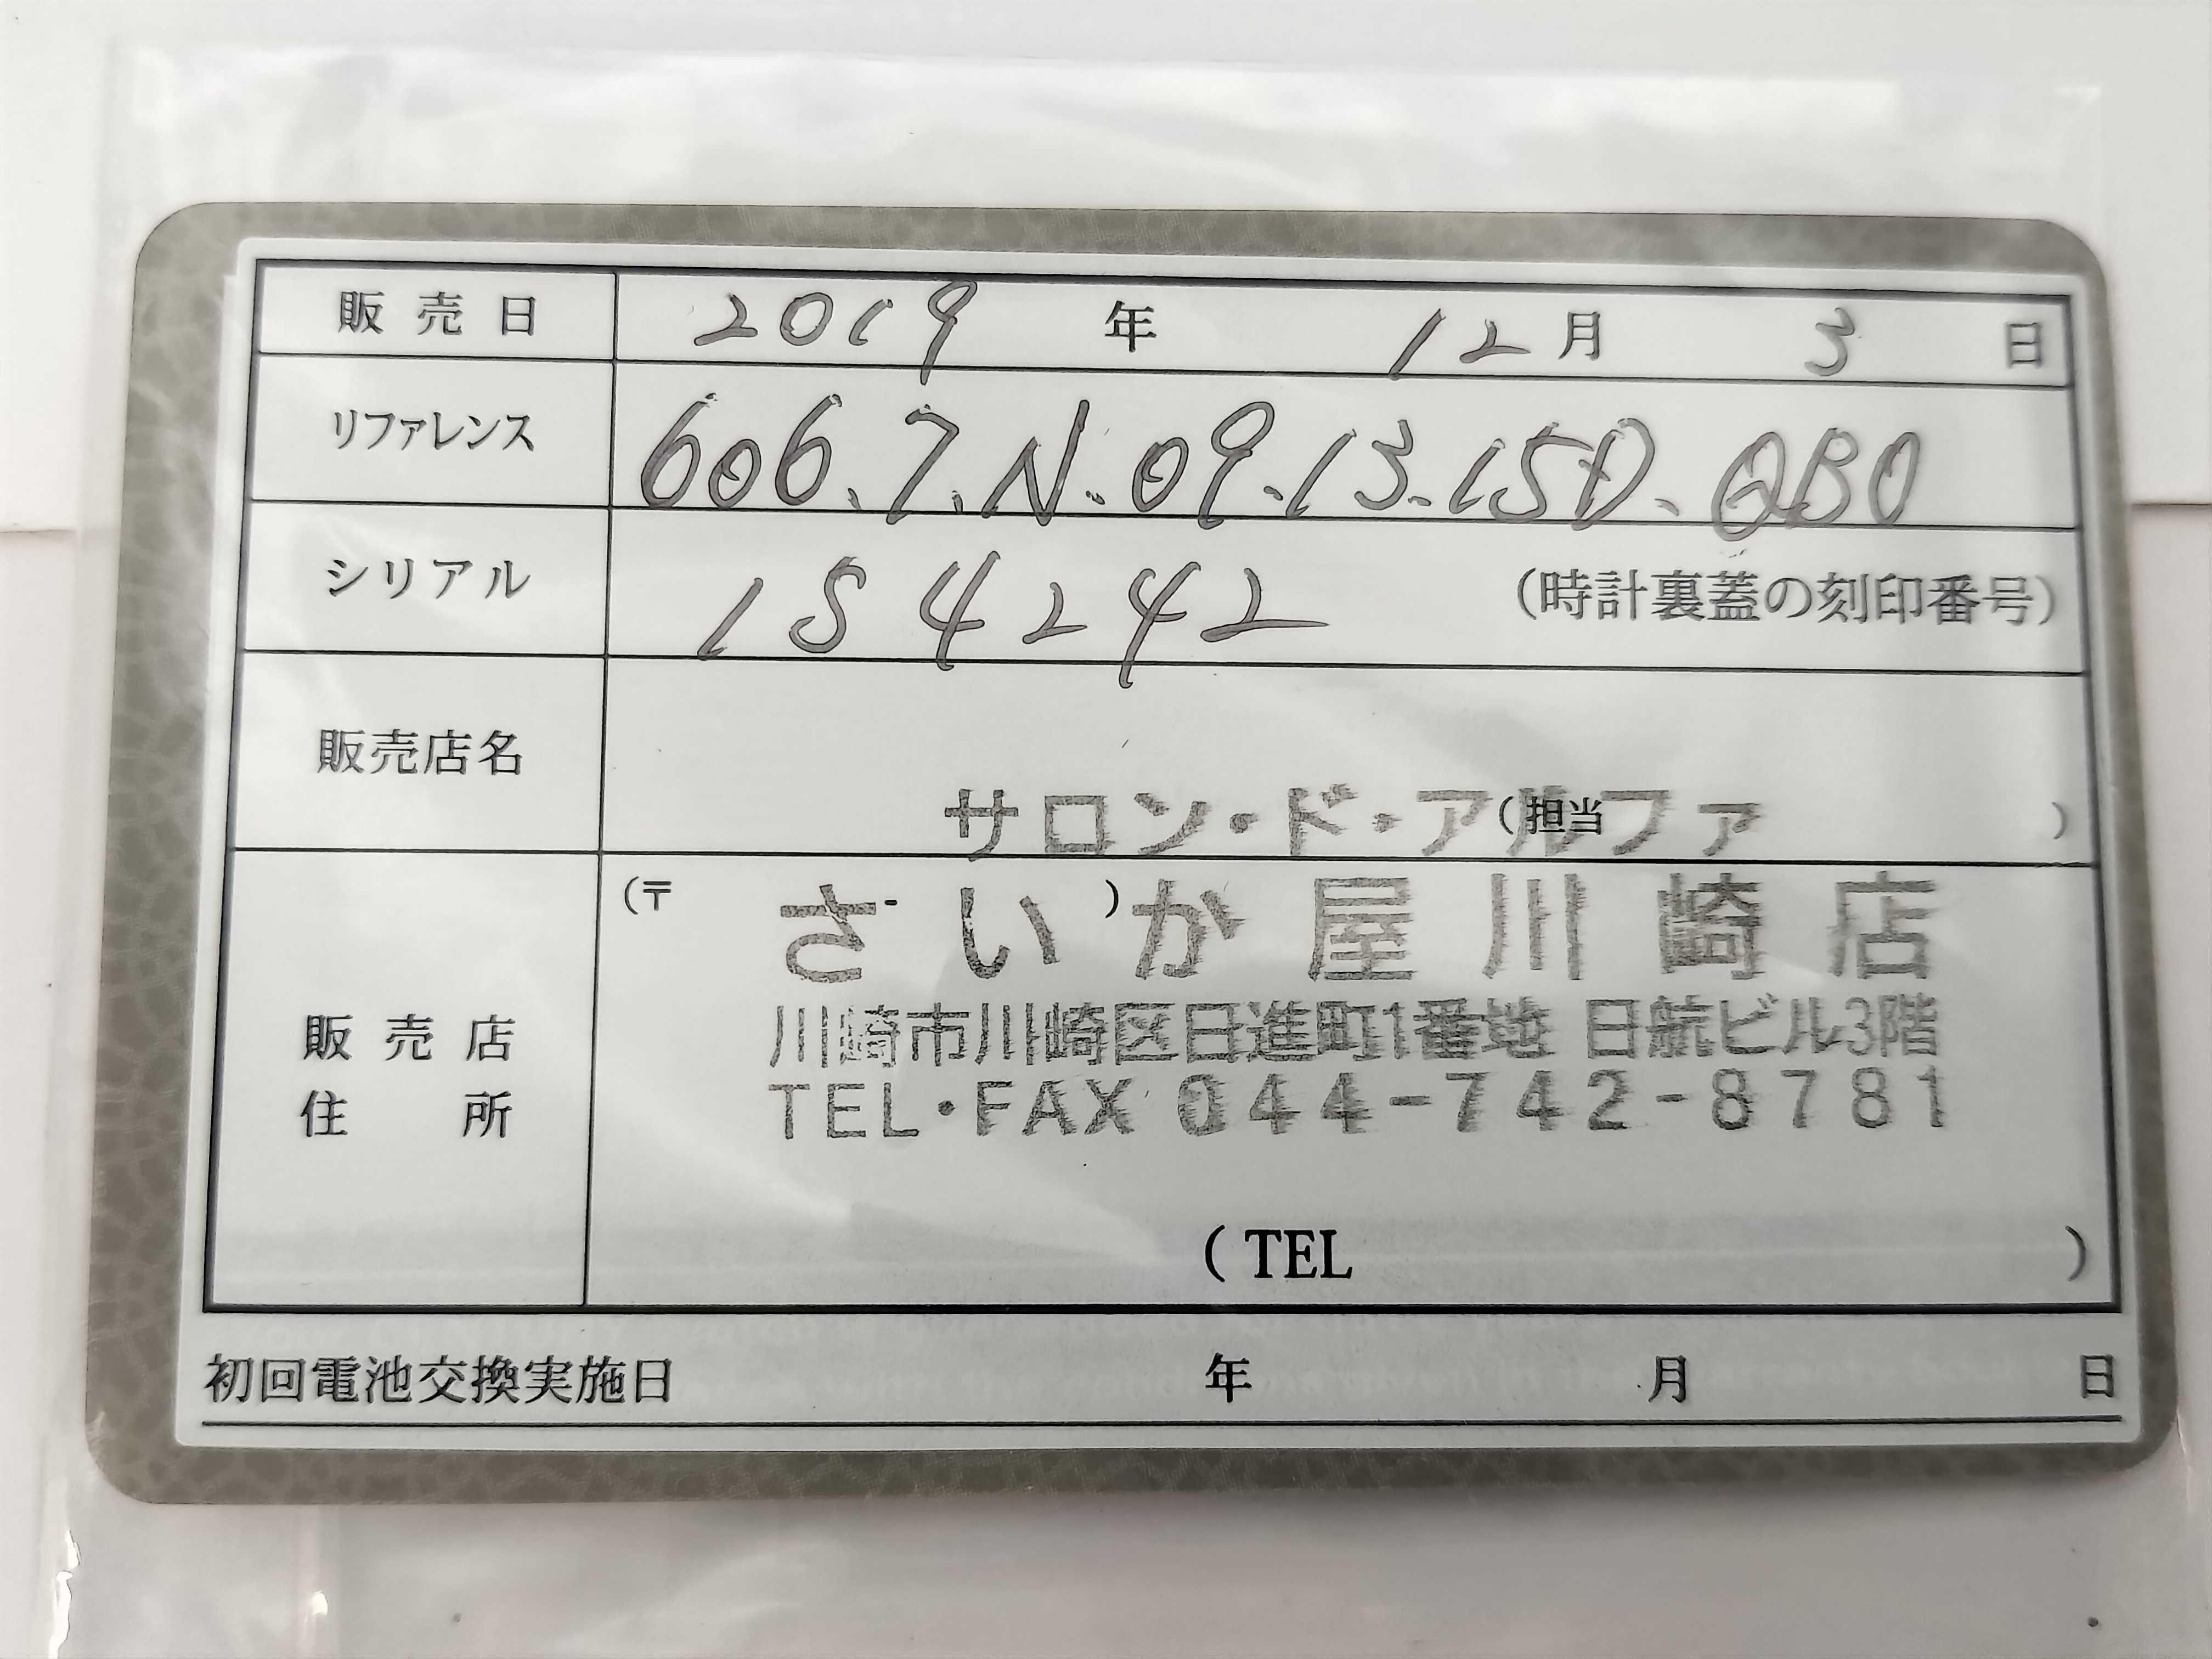 販売日 2019 年 12 月 3 日
リファレンス 606.7.N.09.13.15D.QBO
シリアル 154242 (時計裏蓋の刻印番号)
販売店名 サロン・ド・アルファ (担当 )
(〒 - ) さいか屋川崎店
川崎市川崎区日進町1番地 日航ビル3階
販売店
住所 TEL・FAX 044-742-8781
(TEL )
初回電池交換実施日 年 月 日